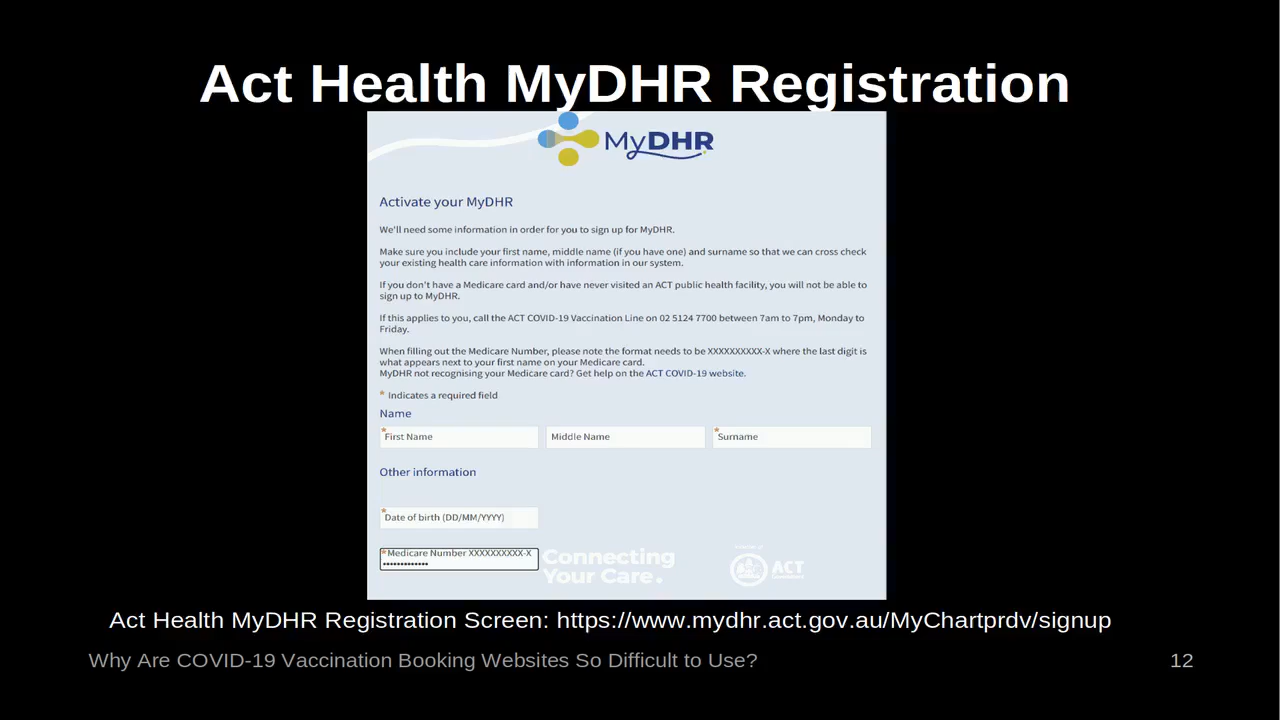 Act Health MyDHR Registration
MyDHR
Activate your MyDHR
We'll need some information in order for you to sign up for MyDHR.
Make sure you include your first name, middle name (if you have one) and surname so that we can cross check
your existing health care information with information in our system.
If you don't have a Medicare card and/or have never visited an ACT public health facility, you will not be able to
sign up to MyDHR.
If this applies to you, call the ACT COVID-19 Vaccination Line on 02 5124 7700 between 7am to 7pm, Monday to
Friday.
When filling out the Medicare Number, please note the format needs to be XXXXXXXXXX-X where the last digit is
what appears next to your first name on your Medicare card.
MyDHR not recognising your Medicare card? Get help on the ACT COVID-19 website.
* Indicates a required field
Name
* First Name Middle Name * Surname
Other information
* Date of birth (DD/MM/YYYY)
* Medicare Number XXXXXXXXXX-X
•••••••••••••
Connecting
Your Care.
ACT
Act Health MyDHR Registration Screen: https://www.mydhr.act.gov.au/MyChartprdv/signup
Why Are COVID-19 Vaccination Booking Websites So Difficult to Use? 12